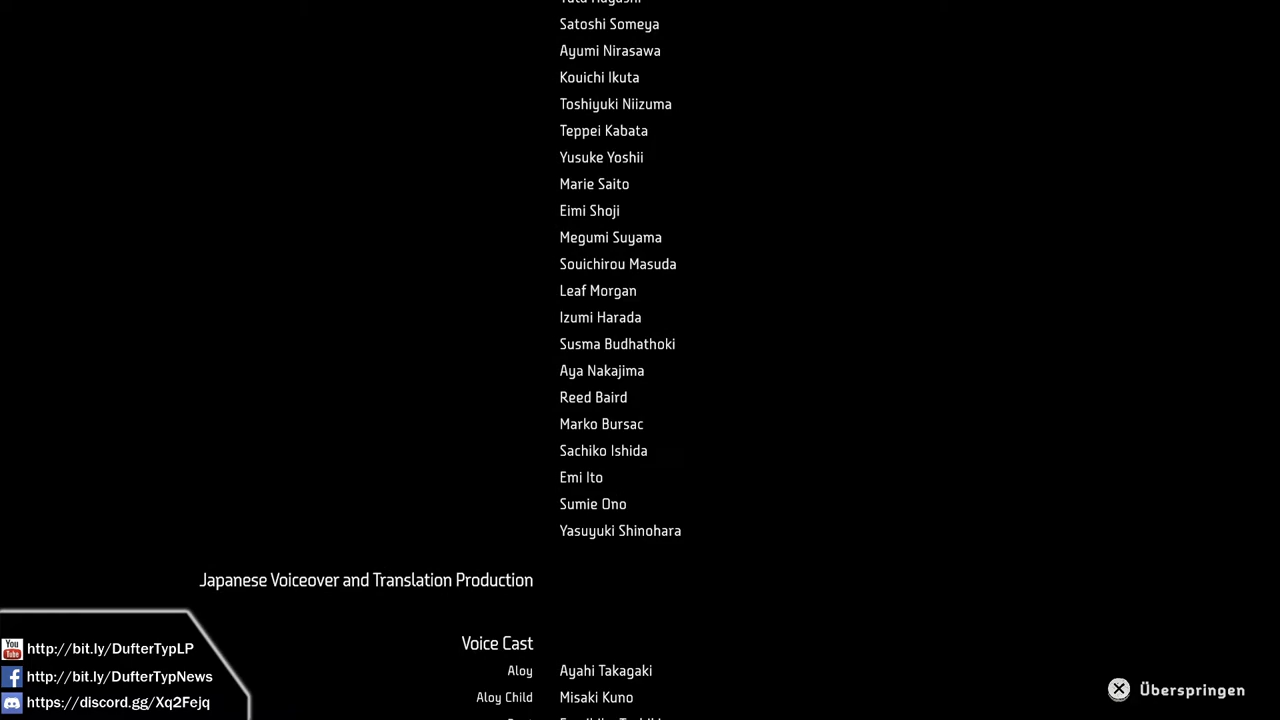 Satoshi Someya
Ayumi Nirasawa
Kouichi Ikuta
Toshiyuki Niizuma
Teppei Kabata
Yusuke Yoshii
Marie Saito
Eimi Shoji
Megumi Suyama
Souichirou Masuda
Leaf Morgan
Izumi Harada
Susma Budhathoki
Aya Nakajima
Reed Baird
Marko Bursac
Sachiko Ishida
Emi Ito
Sumie Ono
Yasuyuki Shinohara
Japanese Voiceover and Translation Production
Voice Cast
Aloy Ayahi Takagaki
Aloy Child Misaki Kuno
You Tube http://bit.ly/DufterTypLP
http://bit.ly/DufterTypNews
https://discord.gg/Xq2Fejq
Überspringen